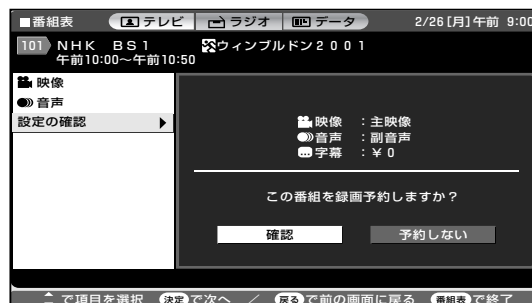 ■番組表 テレビ ラジオ データ 2/26[月]午前 9:00
101 NHK BS1 ウィンブルドン2001
午前10:00~午前10:50
映像
音声
設定の確認 ▶
映像 :主映像
音声 :副音声
字幕 :¥0
この番組を録画予約しますか?
確認 予約しない
で項目を選択 決定で次へ / 戻るで前の画面に戻る 番組表で終了